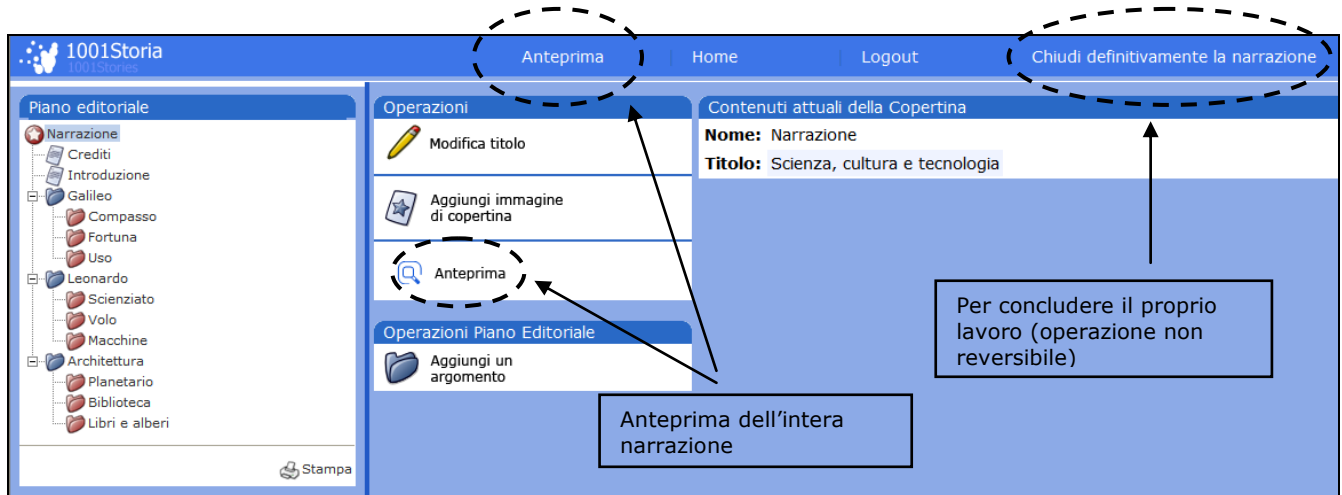 1001Storia
1001Stories
Anteprima
Home
Logout
Chiudi definitivamente la narrazione
Piano editoriale
Narrazione
Crediti
Introduzione
Galileo
Compasso
Fortuna
Uso
Leonardo
Scienziato
Volo
Macchine
Architettura
Planetario
Biblioteca
Libri e alberi
Stampa
Operazioni
Modifica titolo
Aggiungi immagine
di copertina
Anteprima
Operazioni Piano Editoriale
Aggiungi un
argomento
Contenuti attuali della Copertina
Nome: Narrazione
Titolo: Scienza, cultura e tecnologia
Per concludere il proprio
lavoro (operazione non
reversibile)
Anteprima dell’intera
narrazione